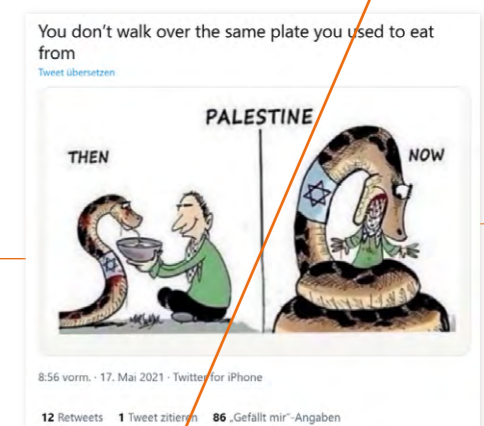 You don’t walk over the same plate you used to eat
from
Tweet übersetzen
PALESTINE
THEN
NOW
8:56 vorm. · 17. Mai 2021 · Twitter for iPhone
12 Retweets 1 Tweet zitieren 86 „Gefällt mir“-Angaben